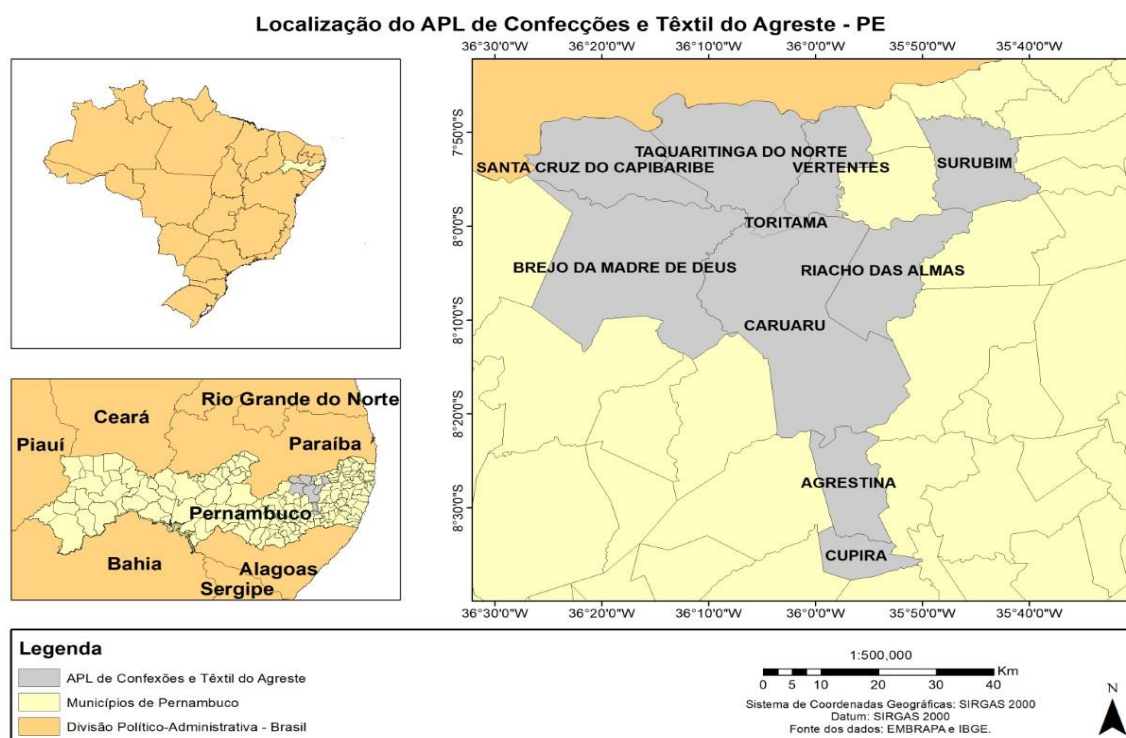 Localização do APL de Confecções e Têxtil do Agreste - PE
36°30'0"W 36°20'0"W 36°10'0"W 36°0'0"W 35°50'0"W 35°40'0"W
7°50'0"S
8°0'0"S
8°10'0"S
8°20'0"S
8°30'0"S
TAQUARITINGA DO NORTE
SANTA CRUZ DO CAPIBARIBE
VERTENTES
SURUBIM
TORITAMA
BREJO DA MADRE DE DEUS
RIACHO DAS ALMAS
CARUARU
AGRESTINA
CUPIRA
36°30'0"W 36°20'0"W 36°10'0"W 36°0'0"W 35°50'0"W 35°40'0"W
Ceará
Rio Grande do Norte
Piauí
Paraíba
Pernambuco
Bahia
Alagoas
Sergipe
Legenda
APL de Confexões e Têxtil do Agreste
Municípios de Pernambuco
Divisão Político-Administrativa - Brasil
1:500,000
Km
0 5 10 20 30 40
Sistema de Coordenadas Geográficas: SIRGAS 2000
Datum: SIRGAS 2000
Fonte dos dados: EMBRAPA e IBGE.
N